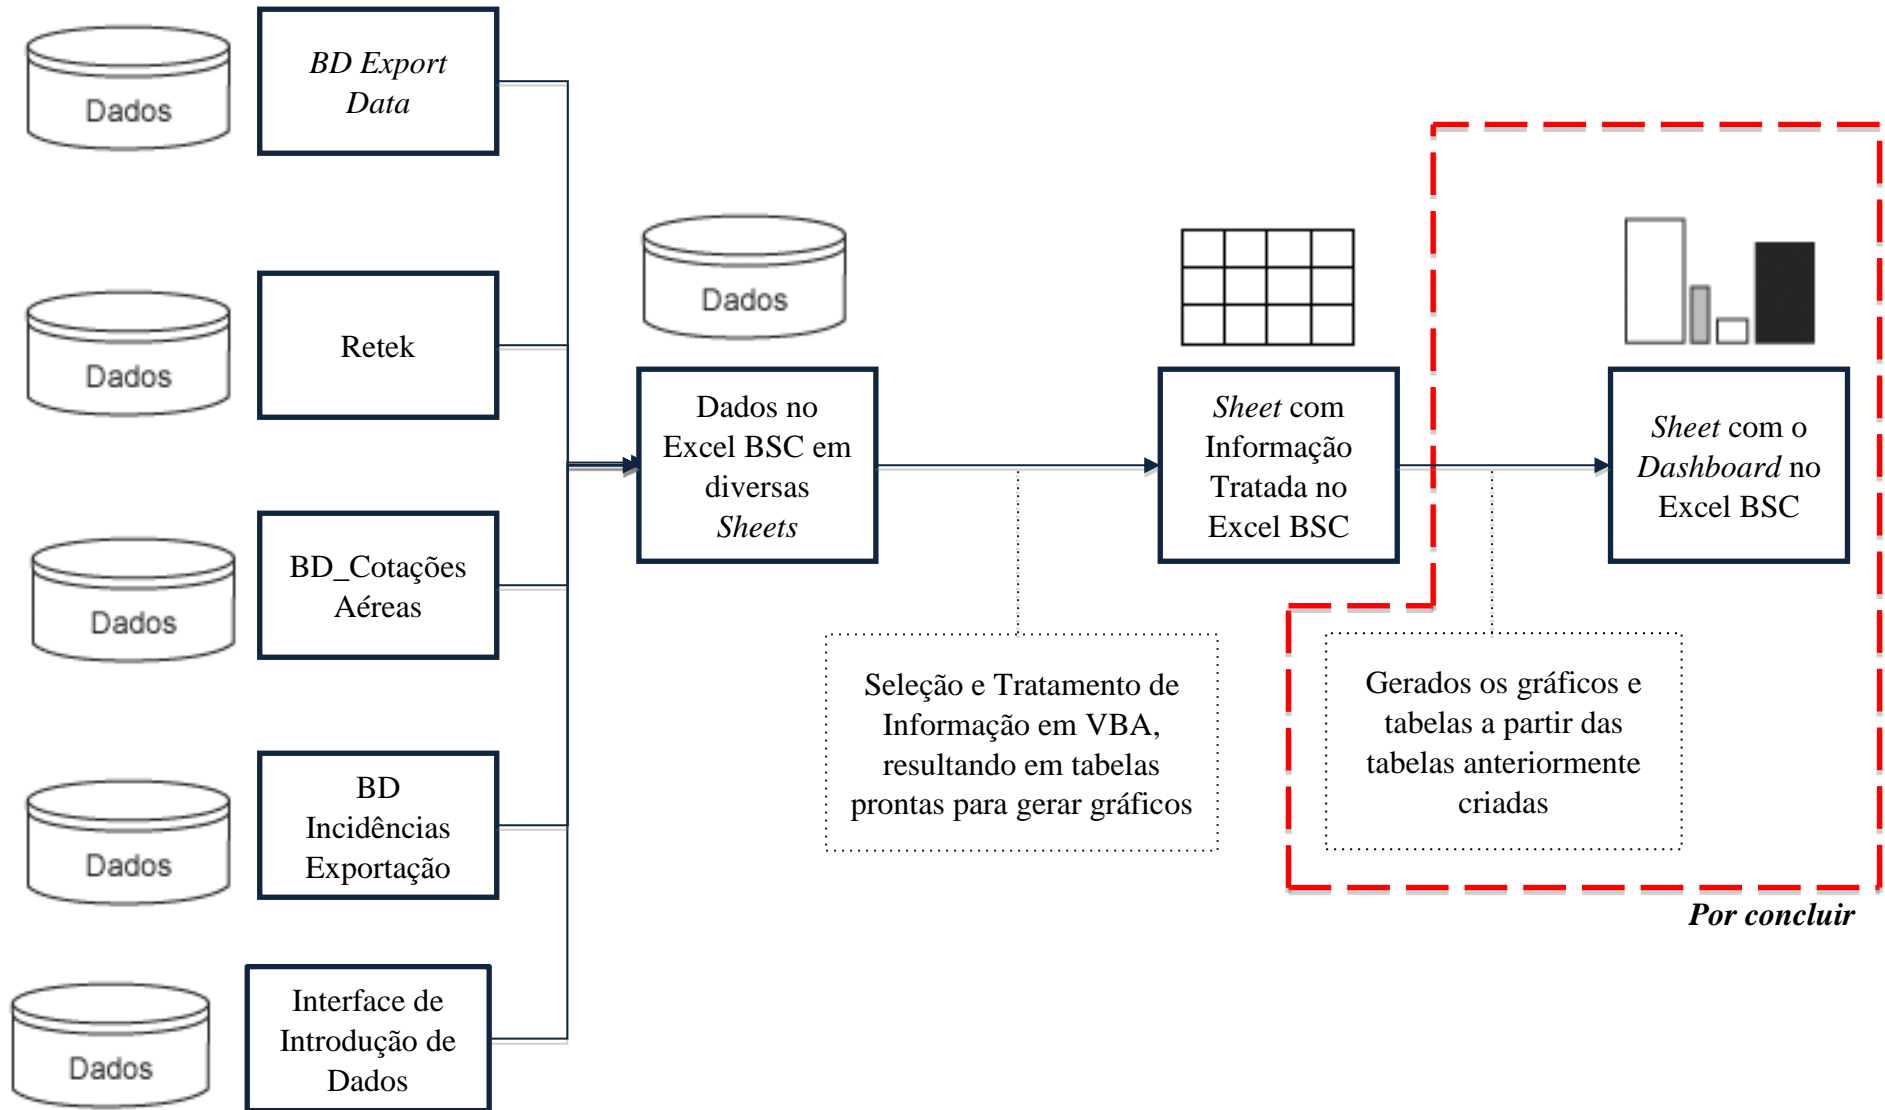 Dados
BD Export
Data
Dados
Retek
Dados
BD_Cotações
Aéreas
Dados
BD
Incidências
Exportação
Dados
Interface de
Introdução de
Dados
Dados
Dados no
Excel BSC em
diversas
Sheets
Seleção e Tratamento de
Informação em VBA,
resultando em tabelas
prontas para gerar gráficos
Sheet com
Informação
Tratada no
Excel BSC
Gerados os gráficos e
tabelas a partir das
tabelas anteriormente
criadas
Sheet com o
Dashboard no
Excel BSC
Por concluir